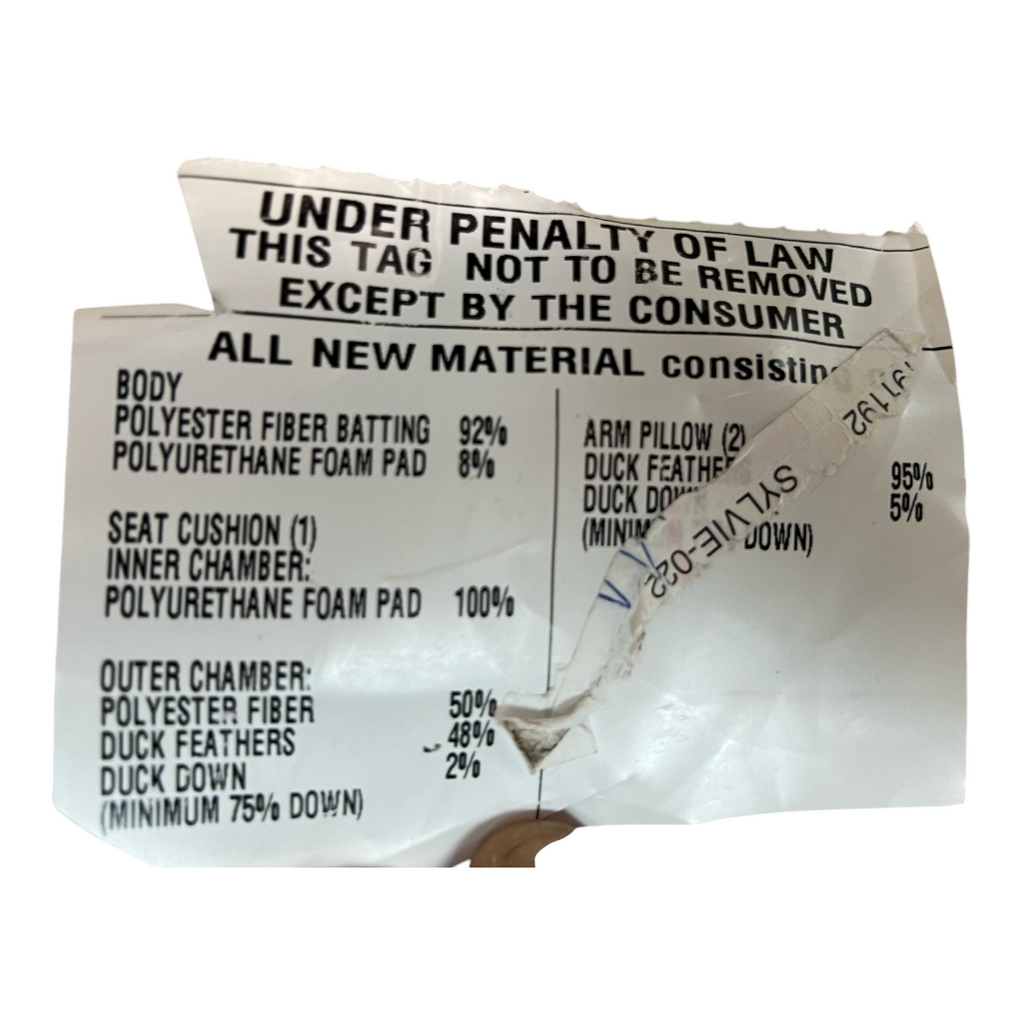 UNDER PENALTY OF LAW
THIS TAG NOT TO BE REMOVED
EXCEPT BY THE CONSUMER
ALL NEW MATERIAL
BODY
POLYESTER FIBER BATTING 92%
POLYURETHANE FOAM PAD 8%
SEAT CUSHION (1)
INNER CHAMBER:
POLYURETHANE FOAM PAD 100%
OUTER CHAMBER:
POLYESTER FIBER 50%
DUCK FEATHERS 48%
DUCK DOWN 2%
(MINIMUM 75% DOWN)
ARM PILLOW (2)
DUCK 95%
DUCK 5%
DOWN)
SYLVIE-022